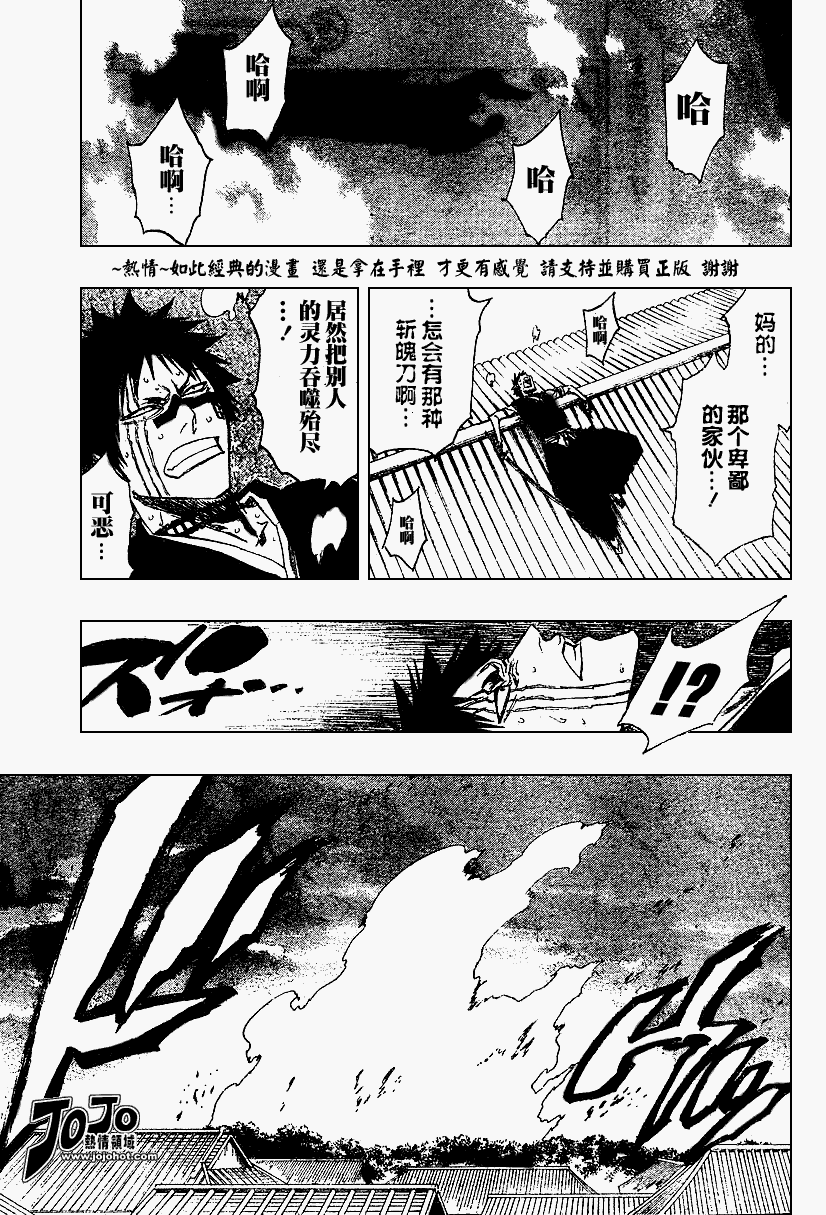 哈
哈
哈
啊
哈
啊
…
~熱情~如此經典的漫畫 還是拿在手裡 才更有感覺 請支持並購買正版 謝謝
妈的…
那个卑鄙
的家伙…!
哈
啊
…怎会有那种
斩魄刀啊…
哈
啊
居然把别人
的灵力吞噬殆尽
…!
可恶…
!?
ズオ…
JOJO
熱情領域
www.jojohot.com